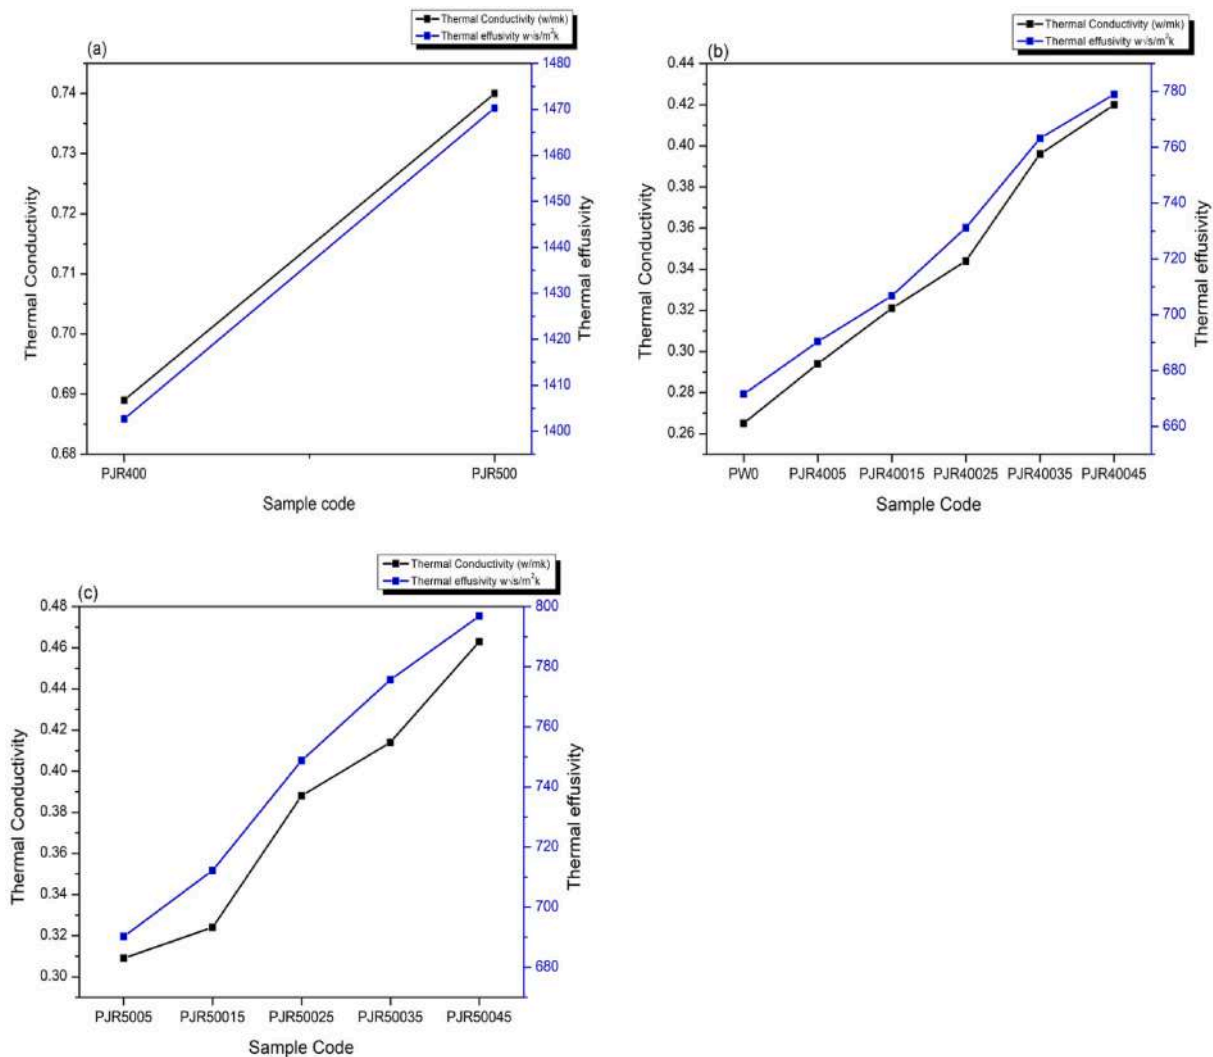 Thermal Conductivity (w/mk)
Thermal effusivity w√s/m²k
(a)
0.74
0.73
0.72
0.71
0.70
0.69
0.68
Thermal Conductivity
1480
1470
1460
1450
1440
1430
1420
1410
1400
Thermal effusivity
PJR400 PJR500
Sample code
Thermal Conductivity (w/mk)
Thermal effusivity w√s/m²k
(b)
0.44
0.42
0.40
0.38
0.36
0.34
0.32
0.30
0.28
0.26
Thermal Conductivity
780
760
740
720
700
680
660
Thermal effusivity
PW0 PJR4005 PJR40015 PJR40025 PJR40035 PJR40045
Sample Code
Thermal Conductivity (w/mk)
Thermal effusivity w√s/m²k
(c)
0.48
0.46
0.44
0.42
0.40
0.38
0.36
0.34
0.32
0.30
Thermal Conductivity
800
780
760
740
720
700
680
Thermal effusivity
PJR5005 PJR50015 PJR50025 PJR50035 PJR50045
Sample Code